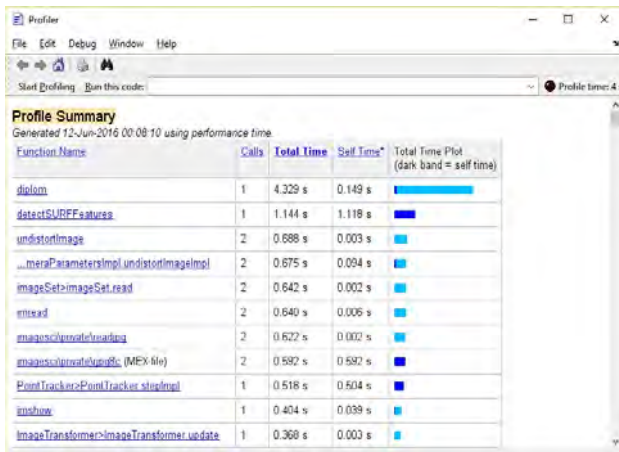 Profiler
File Edit Debug Window Help
Start Profiling Run this code: Profile time: 4
Profile Summary
Generated 12-Jun-2016 00:08:10 using performance time.
Function Name Calls Total Time Self Time* Total Time Plot
(dark band = self time)
diplom 1 4.329 s 0.149 s
detectSURFFeatures 1 1.144 s 1.118 s
undistortImage 2 0.688 s 0.003 s
...meraParametersImpl.undistortImageImpl 2 0.675 s 0.094 s
imageSet>imageSet.read 2 0.642 s 0.002 s
imread 2 0.640 s 0.006 s
imagesci\private\readjpg 2 0.622 s 0.002 s
imagesci\private\rjpg8c (MEX-file) 2 0.592 s 0.592 s
PointTracker>PointTracker.stepImpl 1 0.518 s 0.504 s
imshow 1 0.404 s 0.039 s
ImageTransformer>ImageTransformer.update 1 0.368 s 0.003 s